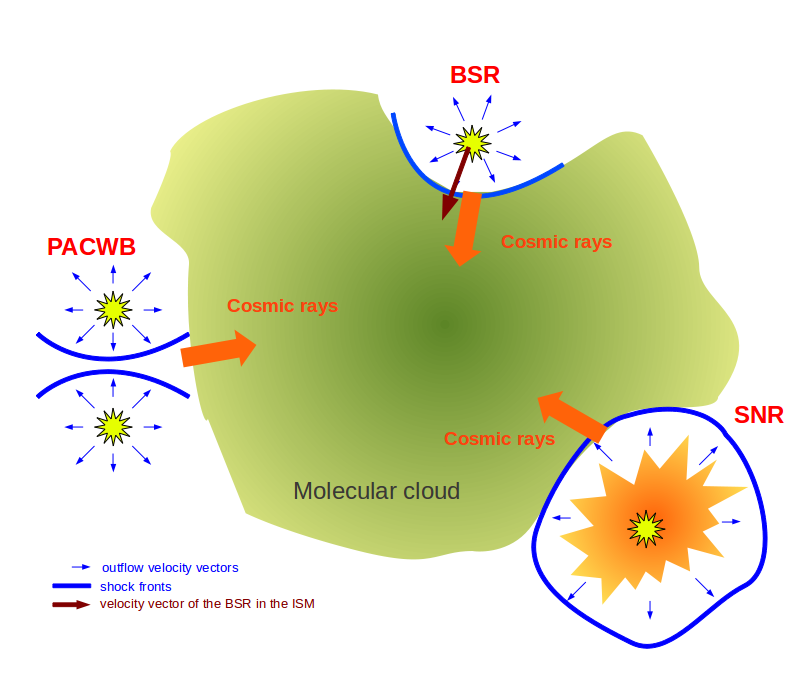 BSR
Cosmic rays
PACWB
Cosmic rays
SNR
Cosmic rays
Molecular cloud
outflow velocity vectors
shock fronts
velocity vector of the BSR in the ISM